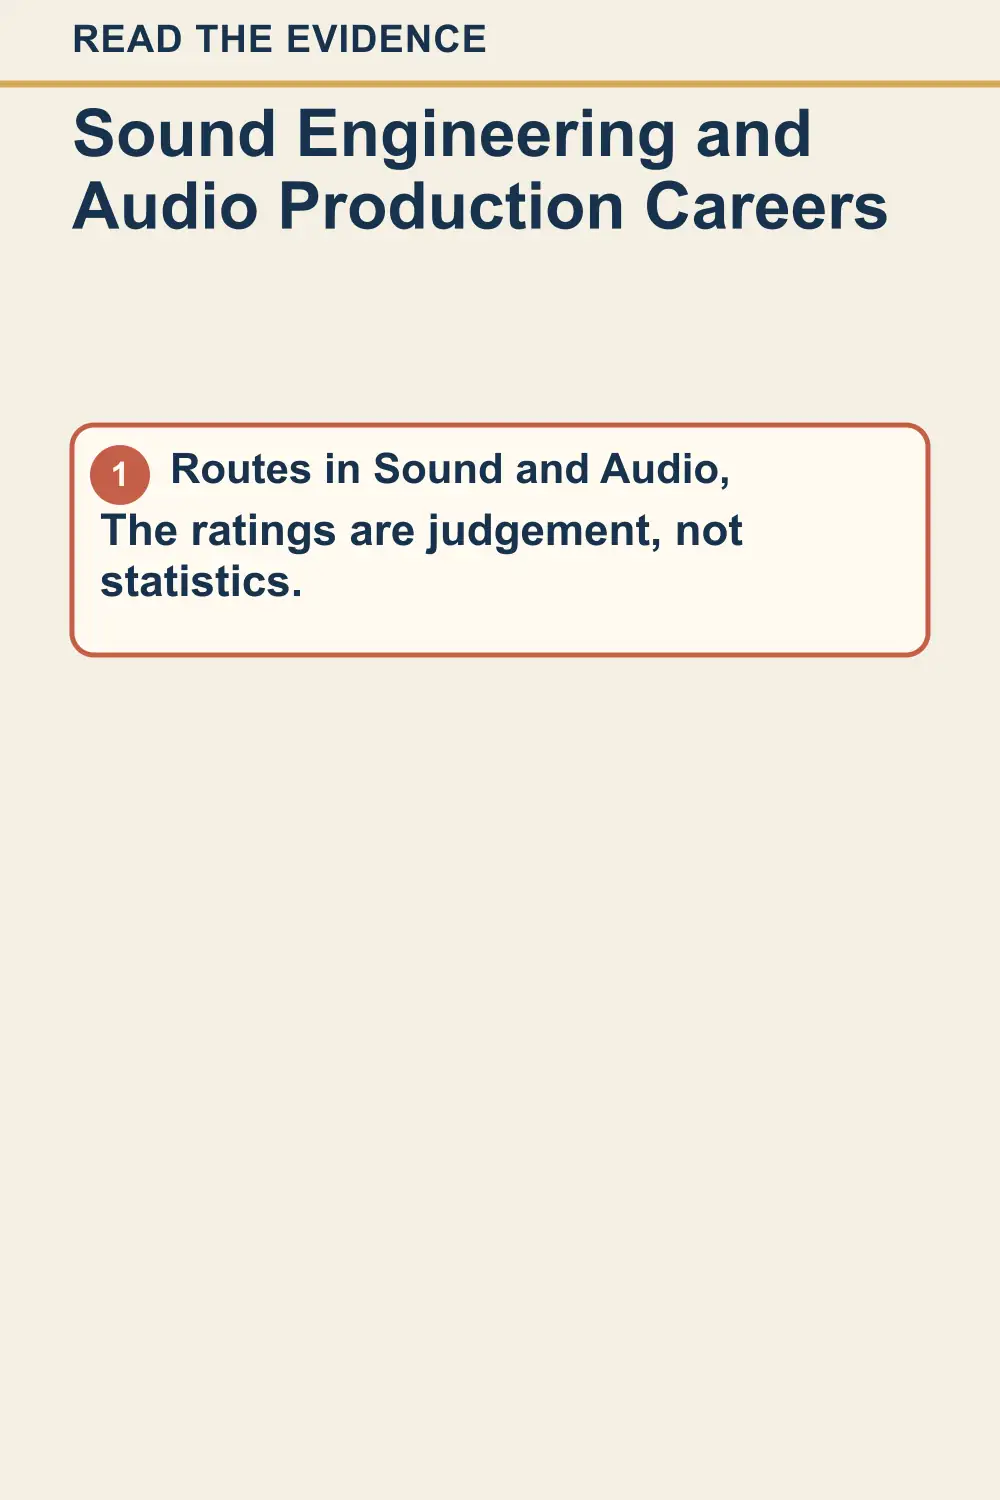 READ THE EVIDENCE
Sound Engineering and
Audio Production Careers
1 Routes in Sound and Audio,
The ratings are judgement, not
statistics.